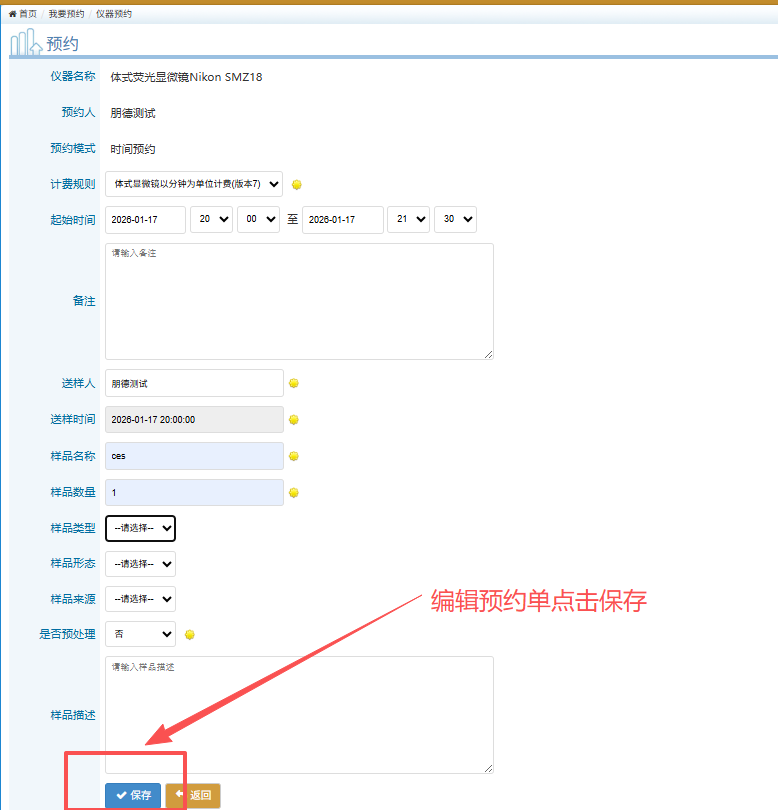 首页 / 我要预约 / 仪器预约
预约
仪器名称 体式荧光显微镜Nikon SMZ18
预约人 朋德测试
预约模式 时间预约
计费规则 体式显微镜以分钟为单位计费(版本7)
起始时间 2026-01-17 20 00 至 2026-01-17 21 30
请输入备注
备注
送样人 朋德测试
送样时间 2026-01-17 20:00:00
样品名称 ces
样品数量 1
样品类型 --请选择--
样品形态 --请选择--
样品来源 --请选择--
编辑预约单点击保存
是否预处理 否
请输入样品描述
样品描述
保存 返回